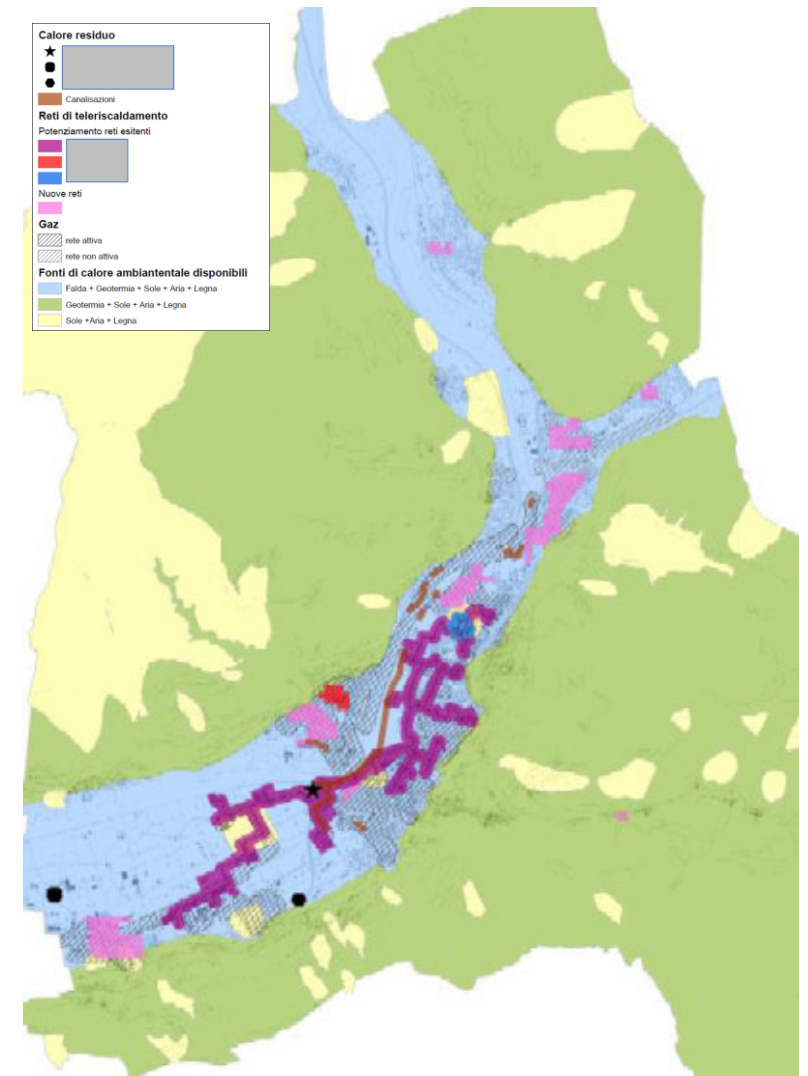 Calore residuo
Canalisazioni
Reti di teleriscaldamento
Potenziamento reti esitenti
Nuove reti
Gaz
rete attiva
rete non attiva
Fonti di calore ambiantentale disponibili
Falda + Geotermia + Sole + Aria + Legna
Geotermia + Sole + Aria + Legna
Sole +Aria + Legna